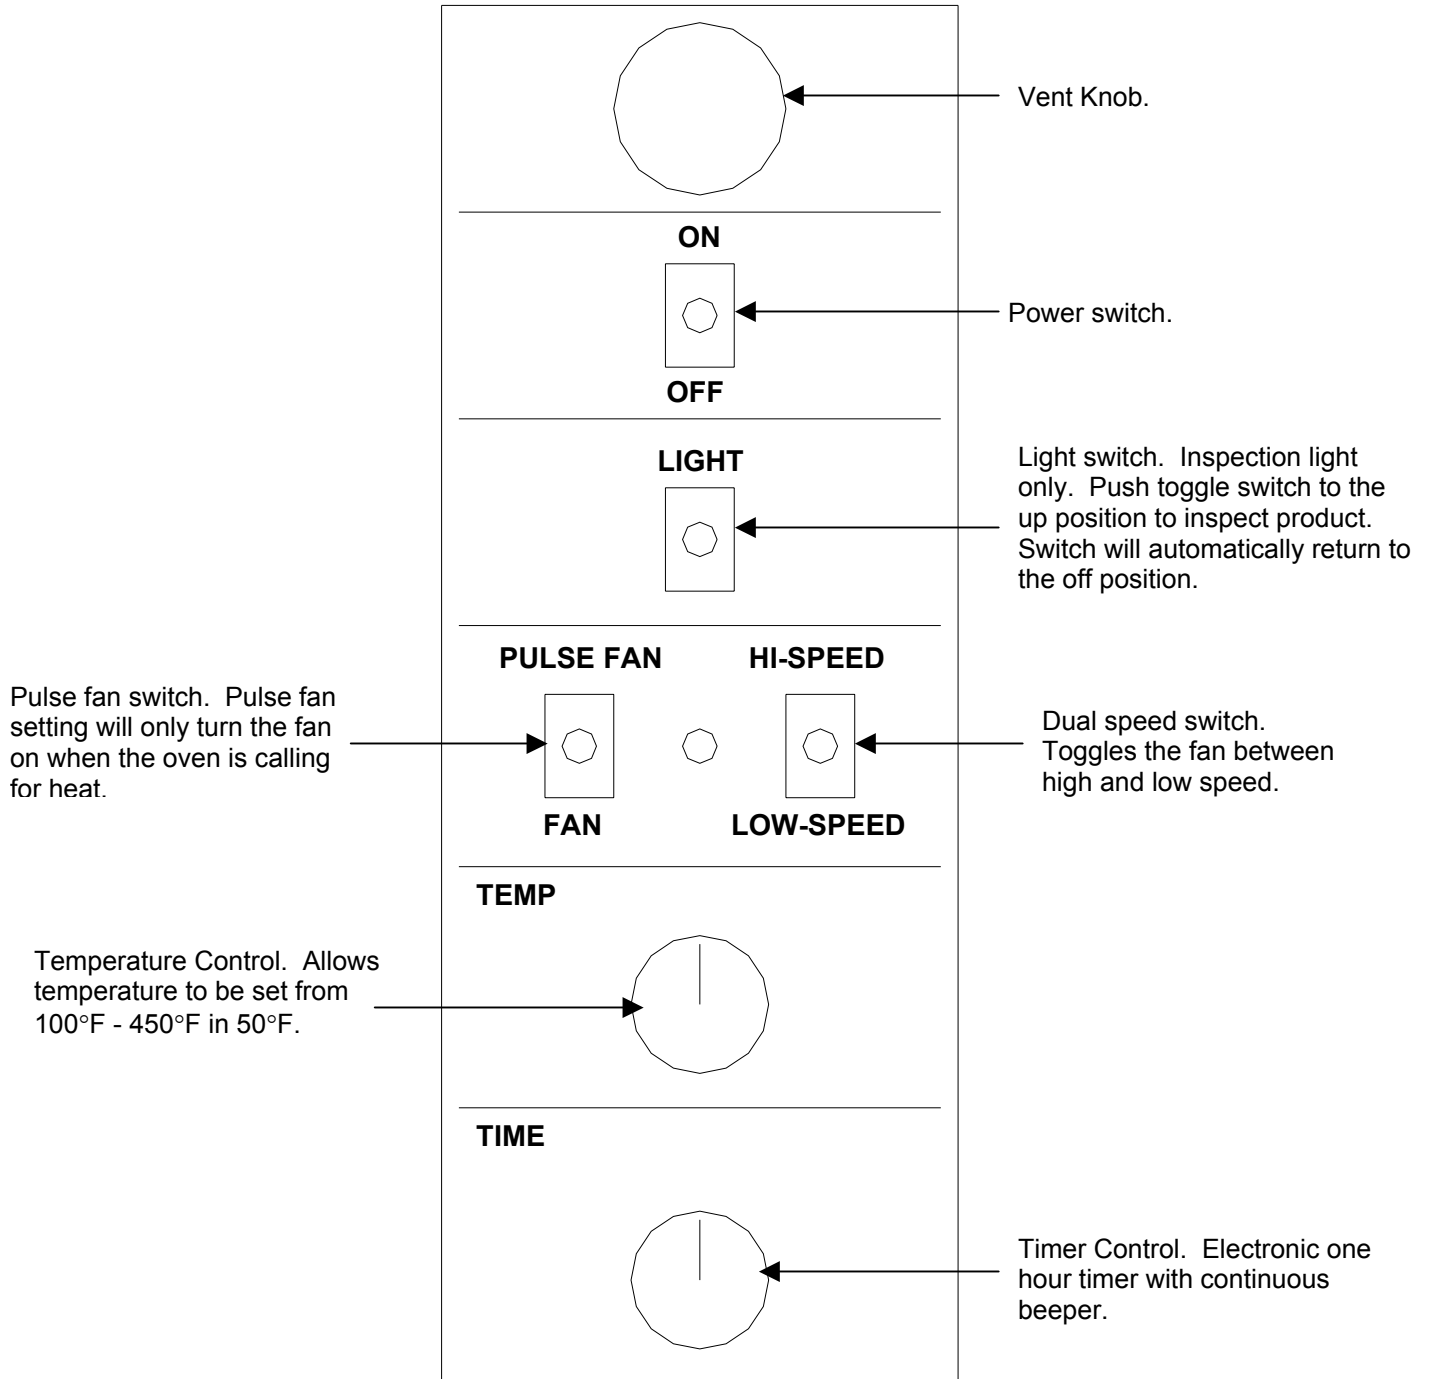 Vent Knob.
ON
Power switch.
OFF
LIGHT
Light switch.  Inspection light
only.  Push toggle switch to the
up position to inspect product.
Switch will automatically return to
the off position.
PULSE FAN
HI-SPEED
Pulse fan switch.  Pulse fan
setting will only turn the fan
on when the oven is calling
for heat.
Dual speed switch.
Toggles the fan between
high and low speed.
FAN
LOW-SPEED
TEMP
Temperature Control.  Allows
temperature to be set from
100°F - 450°F in 50°F.
TIME
Timer Control.  Electronic one
hour timer with continuous
beeper.